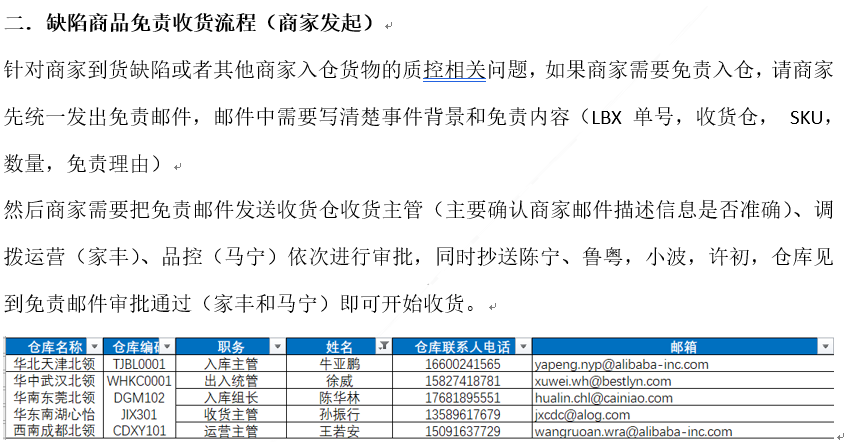 二．缺陷商品免责收货流程（商家发起）
针对商家到货缺陷或者其他商家入仓货物的质控相关问题，如果商家需要免责入仓，请商家
先统一发出免责邮件，邮件中需要写清楚事件背景和免责内容（LBX 单号，收货仓， SKU，
数量，免责理由）
然后商家需要把免责邮件发送收货仓收货主管（主要确认商家邮件描述信息是否准确）、调
拨运营（家丰）、品控（马宁）依次进行审批，同时抄送陈宁、鲁粤，小波，许初，仓库见
到免责邮件审批通过（家丰和马宁）即可开始收货。
仓库名称 仓库编码 职务 姓名 仓库联系人电话 邮箱
华北天津北领 TJBL0001 入库主管 牛亚鹏 16600241565 yapeng.nyp@alibaba-inc.com
华中武汉北领 WHKC0001 出入统管 徐威 15827418781 xuwei.wh@bestlyn.com
华南东莞北领 DGM102 入库组长 陈华林 17681895551 hualin.chl@cainiao.com
华东南湖心怡 JIX301 收货主管 孙振行 13589617679 jxcdc@alog.com
西南成都北领 CDXY101 运营主管 王若安 15091637729 wangruoan.wra@alibaba-inc.com